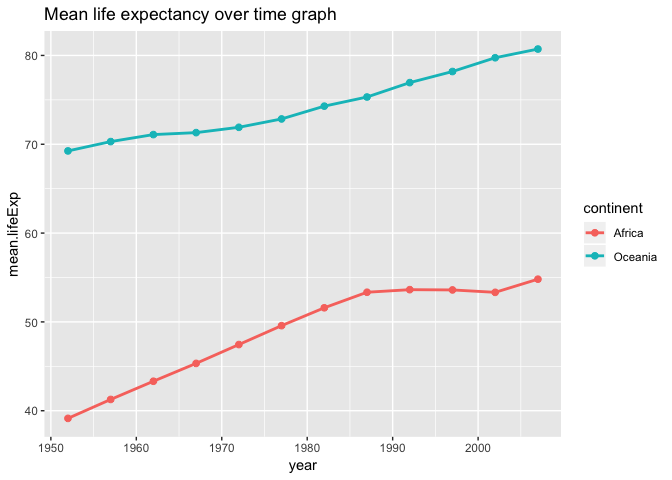 Mean life expectancy over time graph
80
70
60
50
40
mean.lifeExp
1950 1960 1970 1980 1990 2000
year
continent
Africa
Oceania